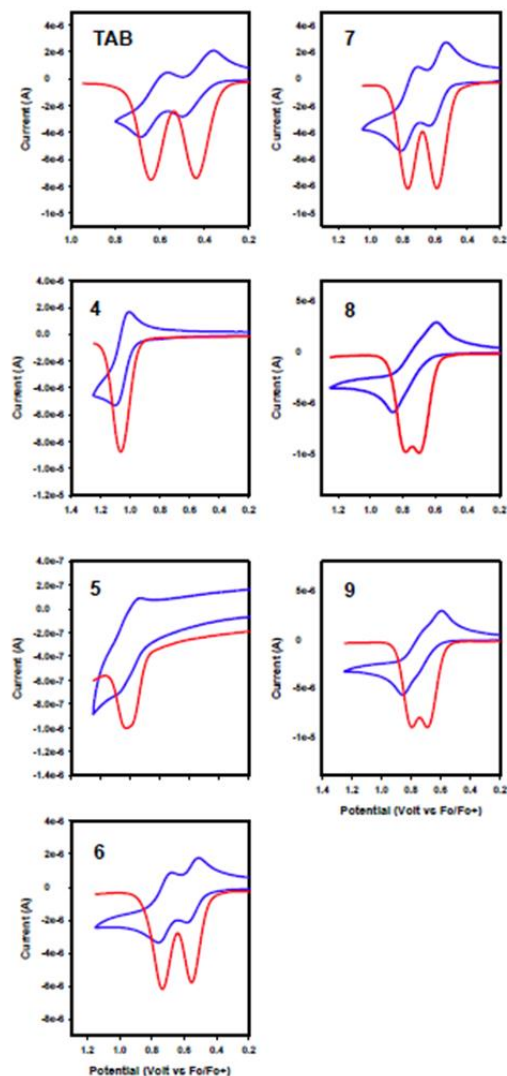 TAB
4e-6
2e-6
0
-2e-6
-4e-6
-6e-6
-8e-6
-1e-5
Current (A)
1.0 0.8 0.6 0.4 0.2
7
4e-6
2e-6
0
-2e-6
-4e-6
-6e-6
-8e-6
-1e-5
Current (A)
1.2 1.0 0.8 0.6 0.4 0.2
4
4.0e-6
2.0e-6
0.0
-2.0e-6
-4.0e-6
-6.0e-6
-8.0e-6
-1.0e-5
-1.2e-5
Current (A)
1.4 1.2 1.0 0.8 0.6 0.4 0.2
8
5e-6
0
-5e-6
-1e-5
Current (A)
1.4 1.2 1.0 0.8 0.6 0.4 0.2
5
4.0e-7
2.0e-7
0.0
-2.0e-7
-4.0e-7
-6.0e-7
-8.0e-7
-1.0e-6
-1.2e-6
-1.4e-6
Current (A)
1.4 1.2 1.0 0.8 0.6 0.4 0.2
9
5e-6
0
-5e-6
-1e-5
Current (A)
1.4 1.2 1.0 0.8 0.6 0.4 0.2
Potential (Volt vs Fo/Fo+)
6
4e-6
2e-6
0
-2e-6
-4e-6
-6e-6
-8e-6
Current (A)
1.2 1.0 0.8 0.6 0.4 0.2
Potential (Volt vs Fo/Fo+)